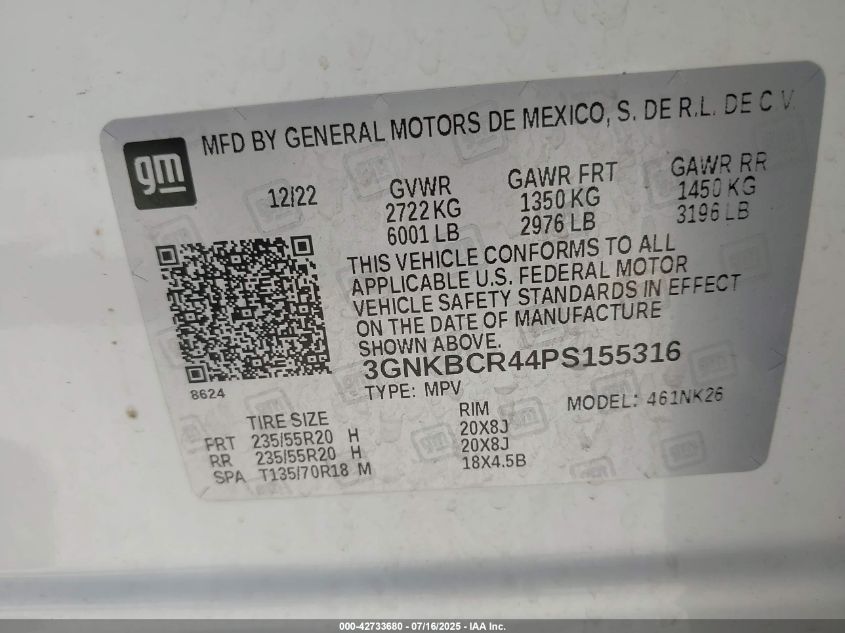 gm
MFD BY GENERAL MOTORS DE MEXICO, S. DE R.L. DE C V.
12/22
GVWR
2722 KG
6001 LB
GAWR FRT
1350 KG
2976 LB
GAWR RR
1450 KG
3196 LB
THIS VEHICLE CONFORMS TO ALL
APPLICABLE U.S. FEDERAL MOTOR
VEHICLE SAFETY STANDARDS IN EFFECT
ON THE DATE OF MANUFACTURE
SHOWN ABOVE.
3GNKBCR44PS155316
8624
TYPE: MPV
MODEL: 461NK26
TIRE SIZE
RIM
FRT 235/55R20 H 20X8J
RR 235/55R20 H 20X8J
SPA T135/70R18 M 18X4.5B
000-42733680 - 07/16/2025 - IAA Inc.